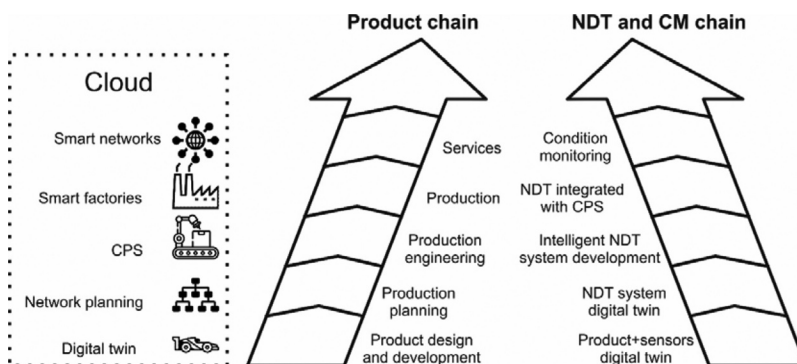 Product chain
NDT and CM chain
Cloud
Smart networks
Smart factories
CPS
Network planning
Digital twin
Services
Production
Production
engineering
Production
planning
Product design
and development
Condition
monitoring
NDT integrated
with CPS
Intelligent NDT
system development
NDT system
digital twin
Product+sensors
digital twin